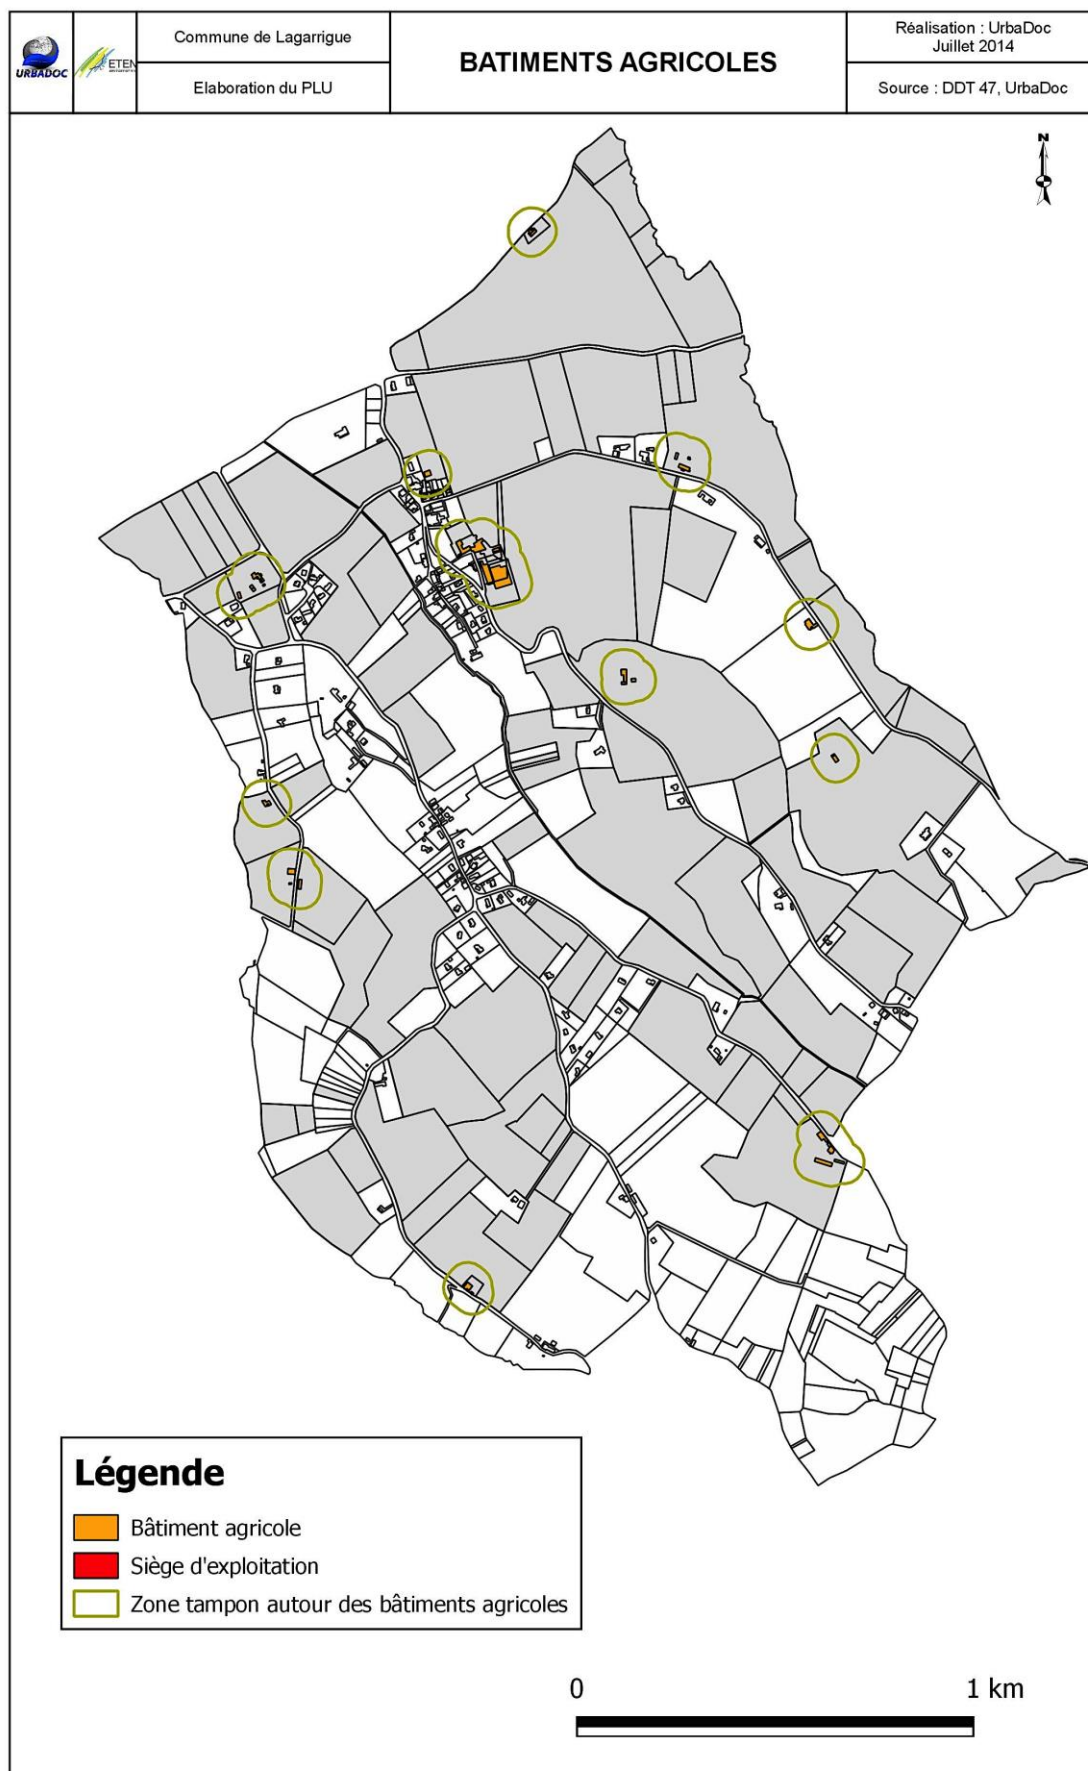 URBADOC
ETEN
Commune de Lagarrigue
Elaboration du PLU
BATIMENTS AGRICOLES
Réalisation : UrbaDoc
Juillet 2014
Source : DDT 47, UrbaDoc
N
Légende
Bâtiment agricole
Siège d'exploitation
Zone tampon autour des bâtiments agricoles
0 1 km